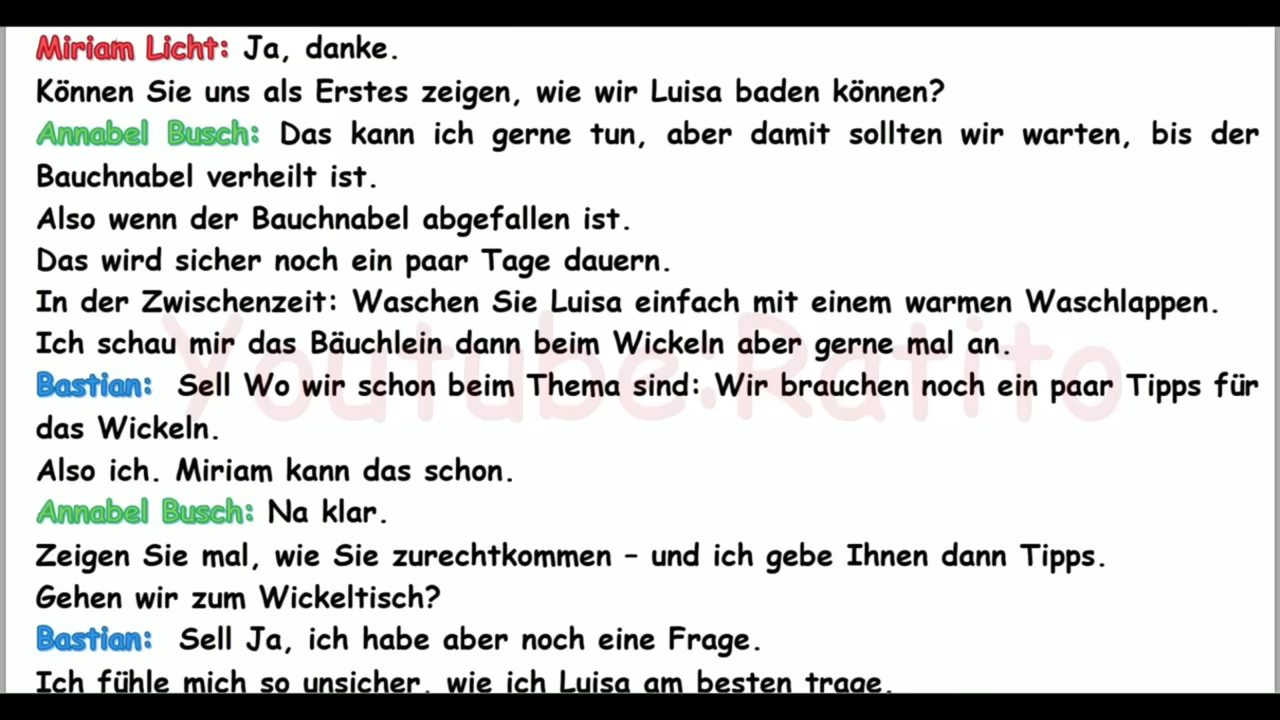 Miriam Licht: Ja, danke.
Können Sie uns als Erstes zeigen, wie wir Luisa baden können?
Annabel Busch: Das kann ich gerne tun, aber damit sollten wir warten, bis der
Bauchnabel verheilt ist.
Also wenn der Bauchnabel abgefallen ist.
Das wird sicher noch ein paar Tage dauern.
In der Zwischenzeit: Waschen Sie Luisa einfach mit einem warmen Waschlappen.
Ich schau mir das Bäuchlein dann beim Wickeln aber gerne mal an.
Youtube:Ratito
Bastian: Sell Wo wir schon beim Thema sind: Wir brauchen noch ein paar Tipps für
das Wickeln.
Also ich. Miriam kann das schon.
Annabel Busch: Na klar.
Zeigen Sie mal, wie Sie zurechtkommen – und ich gebe Ihnen dann Tipps.
Gehen wir zum Wickeltisch?
Bastian: Sell Ja, ich habe aber noch eine Frage.
Ich fühle mich so unsicher, wie ich Luisa am besten trage.